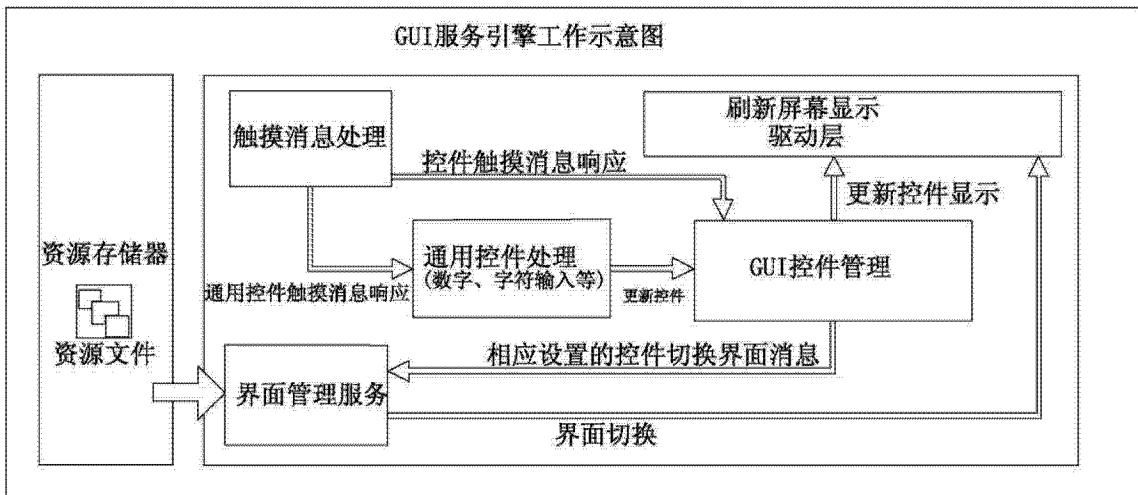 GUI服务引擎工作示意图
触摸消息处理
刷新屏幕显示
驱动层
控件触摸消息响应
更新控件显示
资源存储器
资源文件
通用控件处理
(数字、字符输入等)
GUI控件管理
通用控件触摸消息响应
更新控件
相应设置的控件切换界面消息
界面管理服务
界面切换